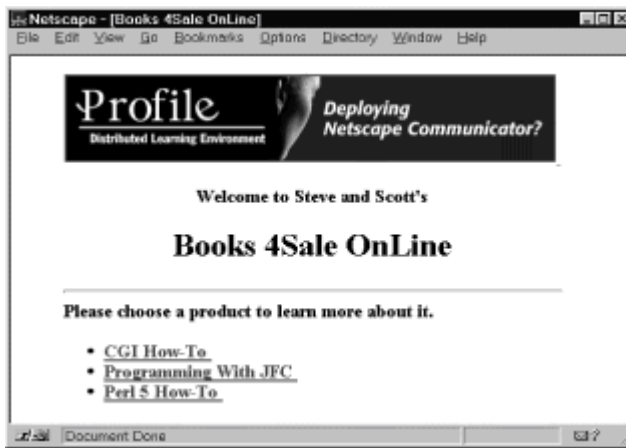 Netscape - [Books 4Sale OnLine]
File Edit View Go Bookmarks Options Directory Window Help
Profile
Distributed Learning Environment
Deploying
Netscape Communicator?
Welcome to Steve and Scott's
Books 4Sale OnLine
Please choose a product to learn more about it.
• CGI How-To
• Programming With JFC
• Perl 5 How-To
Document Done